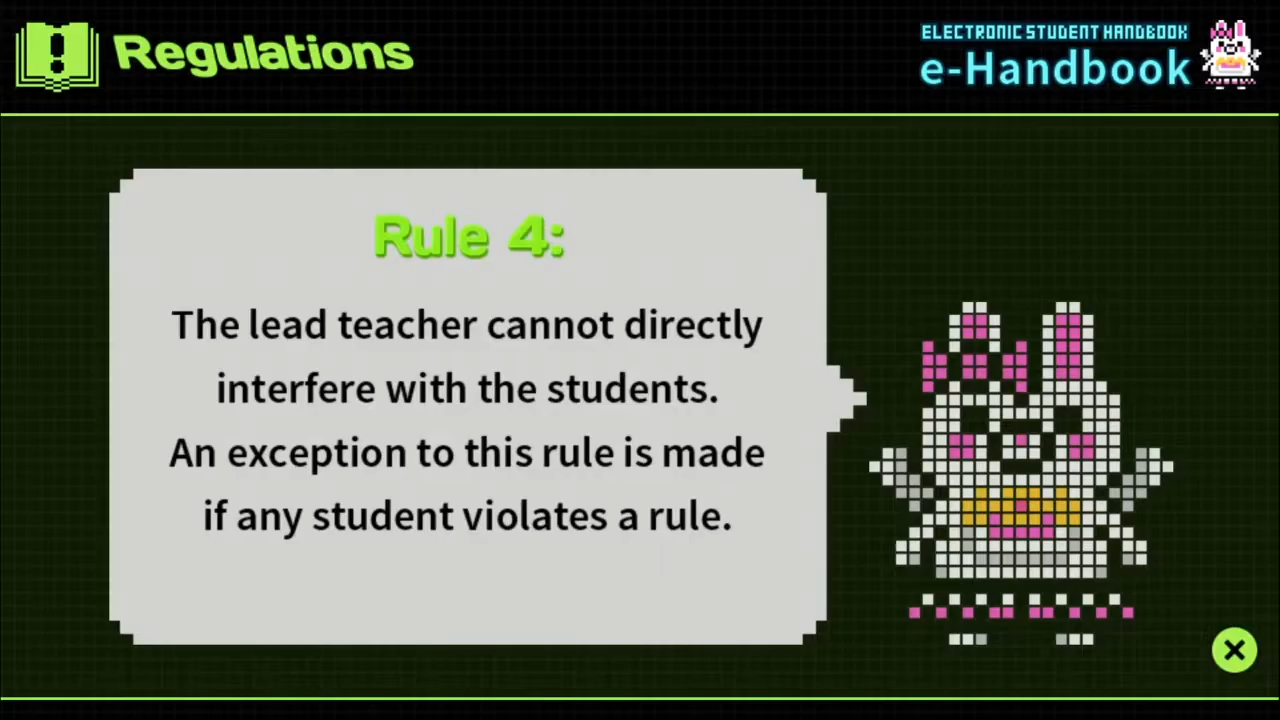 Regulations
ELECTRONIC STUDENT HANDBOOK
e-Handbook
Rule 4:
The lead teacher cannot directly
interfere with the students.
An exception to this rule is made
if any student violates a rule.